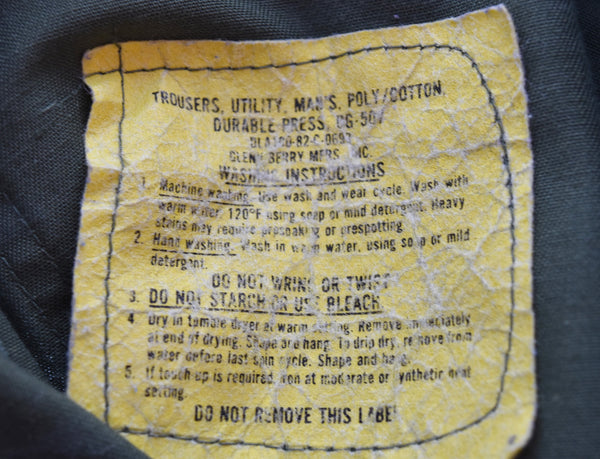 TROUSERS, UTILITY, MAN'S, POLY/COTTON,
DURABLE PRESS, OG-507
DLA100-82-C-0693
GLENN BERRY MFRS. INC.
WASHING INSTRUCTIONS
1. Machine washing. Use wash and wear cycle. Wash with
warm water, 120°F using soap or mild detergent. Heavy
stains may require presoaking or prespotting.
2. Hand washing. Wash in warm water, using soap or mild
detergent.
DO NOT WRING OR TWIST
3. DO NOT STARCH OR USE BLEACH.
4. Dry in tumble dryer at warm setting. Remove immediately
at end of drying. Shape and hang. To drip dry, remove from
water before last spin cycle. Shape and hang.
5. If touch-up is required, iron at moderate or synthetic heat
setting.
DO NOT REMOVE THIS LABEL